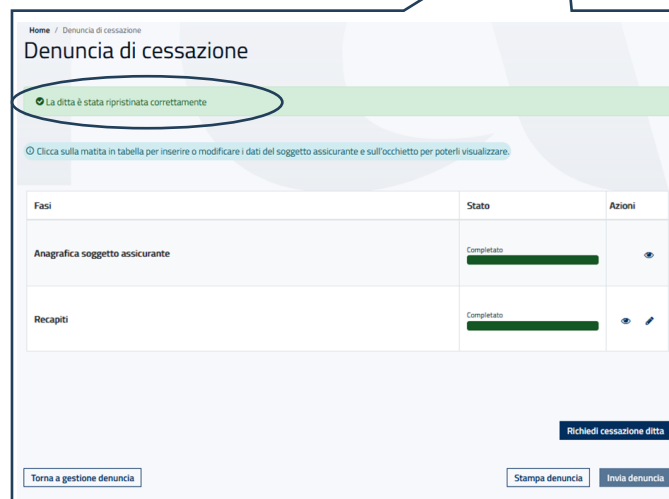 Home / Denuncia di cessazione
Denuncia di cessazione
La ditta è stata ripristinata correttamente
Clicca sulla matita in tabella per inserire o modificare i dati del soggetto assicurante e sull'occhietto per poterli visualizzare.
Fasi Stato Azioni
Completato
Anagrafica soggetto assicurante
Completato
Recapiti
Richiedi cessazione ditta
Torna a gestione denuncia Stampa denuncia Invia denuncia